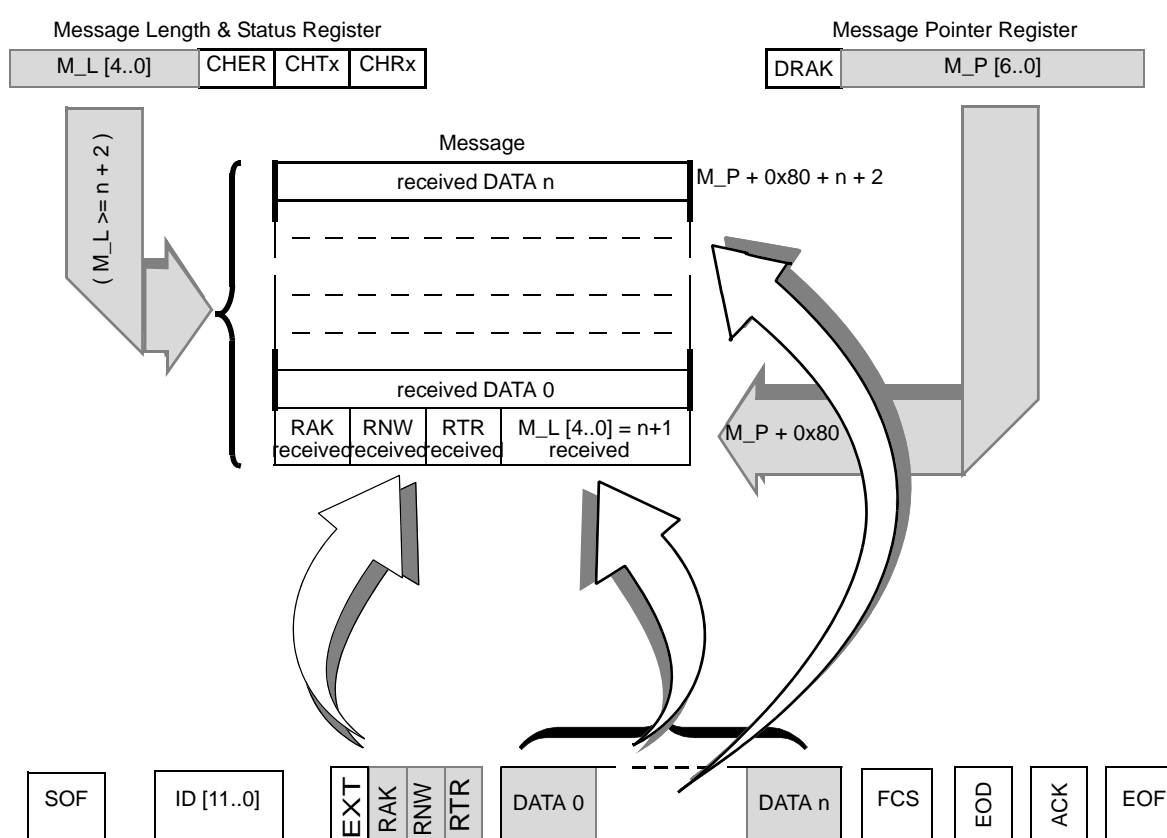 Message Length & Status Register
Message Pointer Register
M_L [4..0] CHER CHTx CHRx
DRAK M_P [6..0]
( M_L >= n + 2 )
Message
received DATA n
M_P + 0x80 + n + 2
received DATA 0
RAK received
RNW received
RTR received
M_L [4..0] = n+1
received
M_P + 0x80
SOF
ID [11..0]
EXT
RAK
RNW
RTR
DATA 0
DATA n
FCS
EOD
ACK
EOF